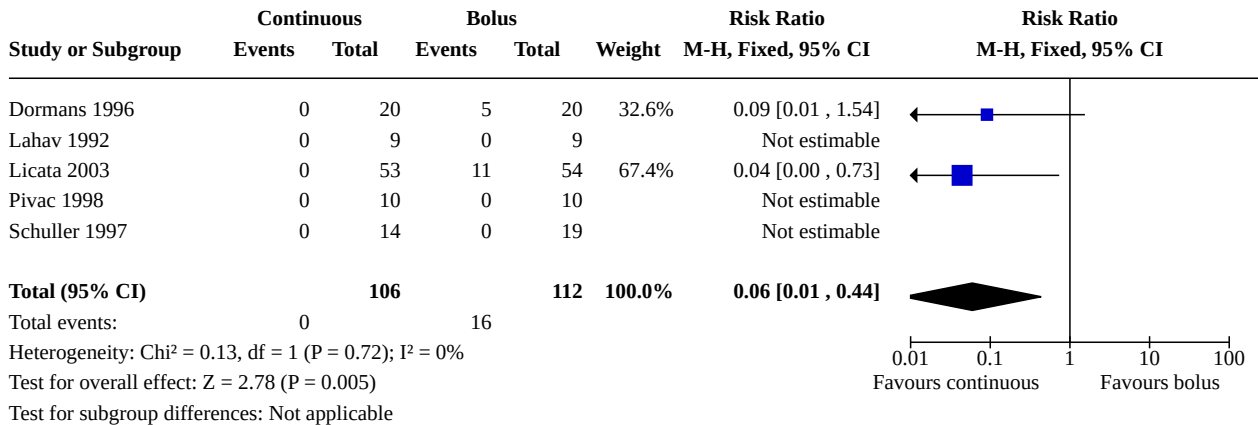 Continuous Bolus Risk Ratio Risk Ratio
Study or Subgroup Events Total Events Total Weight M-H, Fixed, 95% CI M-H, Fixed, 95% CI
Dormans 1996 0 20 5 20 32.6% 0.09 [0.01 , 1.54]
Lahav 1992 0 9 0 9 Not estimable
Licata 2003 0 53 11 54 67.4% 0.04 [0.00 , 0.73]
Pivac 1998 0 10 0 10 Not estimable
Schuller 1997 0 14 0 19 Not estimable
Total (95% CI) 106 112 100.0% 0.06 [0.01 , 0.44]
Total events: 0 16
Heterogeneity: Chi² = 0.13, df = 1 (P = 0.72); I² = 0%
0.01 0.1 1 10 100
Test for overall effect: Z = 2.78 (P = 0.005)
Favours continuous Favours bolus
Test for subgroup differences: Not applicable